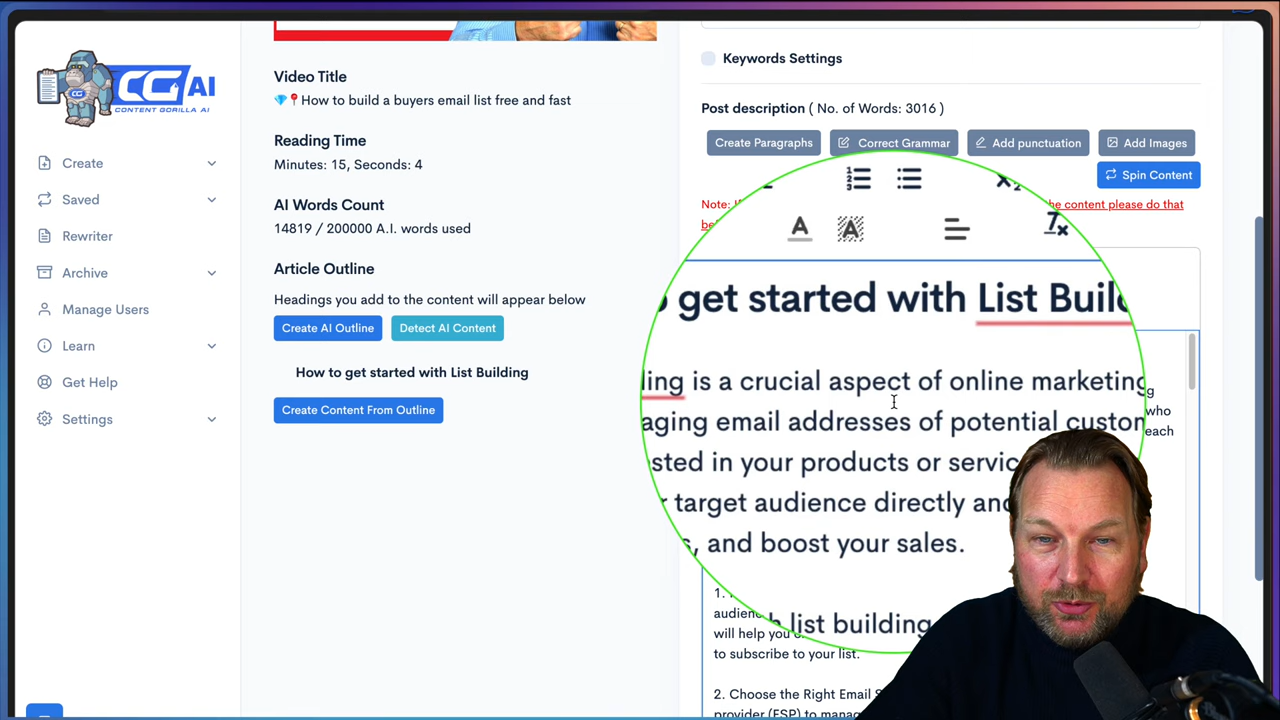 CG AI
CONTENT GORILLA AI
Create
Saved
Rewriter
Archive
Manage Users
Learn
Get Help
Settings
Video Title
💎📍How to build a buyers email list free and fast
Reading Time
Minutes: 15, Seconds: 4
AI Words Count
14819 / 200000 A.I. words used
Article Outline
Headings you add to the content will appear below
Create AI Outline
Detect AI Content
How to get started with List Building
Create Content From Outline
Keywords Settings
Post description ( No. of Words: 3016 )
Create Paragraphs
Correct Grammar
Add punctuation
Add Images
Spin Content
Note:
the content please do that
get started with List Build
ling is a crucial aspect of online marketing
aging email addresses of potential custom
who
each
sted in your products or servic
target audience directly and
s, and boost your sales.
1.
audien
list building
will help you
to subscribe to your list.
2. Choose the Right Email S
provider (ESP) to manag